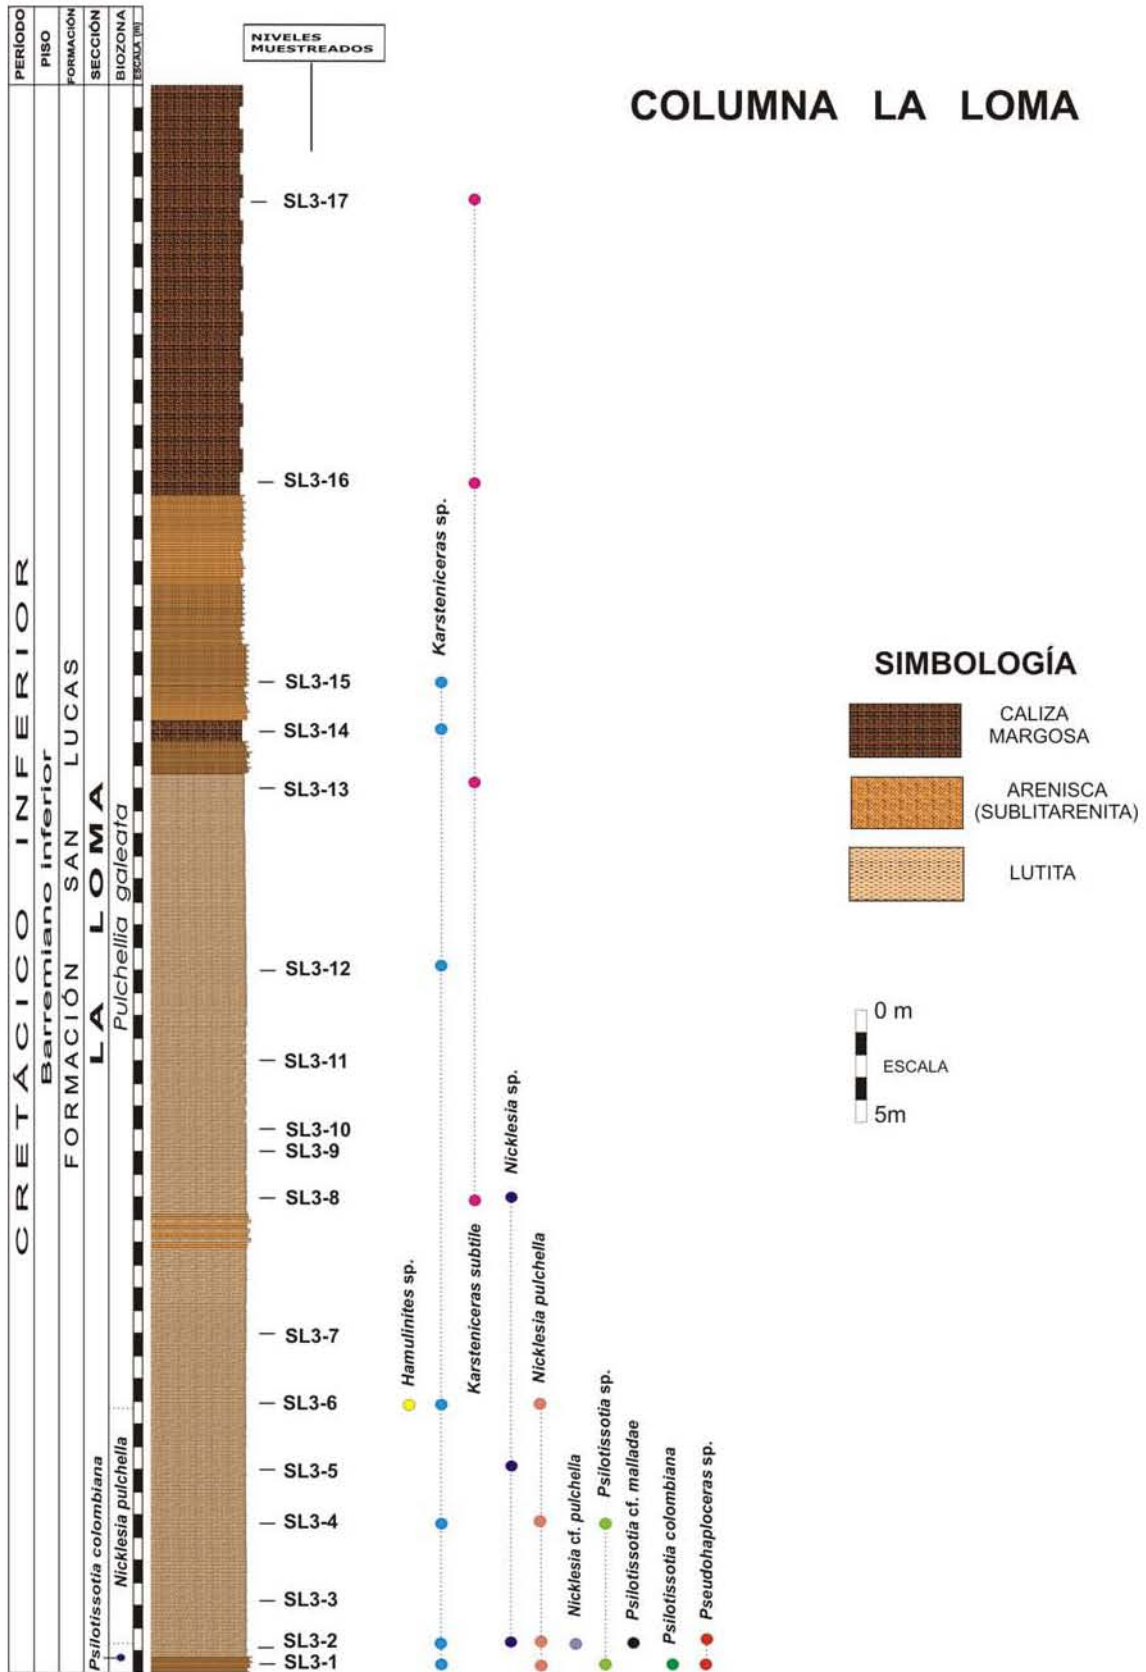 PERÍODO
PISO
FORMACIÓN
SECCIÓN
BIOZONA
ESCALA (m)
NIVELES
MUESTREADOS
COLUMNA LA LOMA
CRETÁCICO INFERIOR
Barremiano inferior
FORMACIÓN SAN LUCAS
LA LOMA
Pulchellia galeata
Nicklesia pulchella
Psilotissotia colombiana
SL3-17
SL3-16
SL3-15
SL3-14
SL3-13
SL3-12
SL3-11
SL3-10
SL3-9
SL3-8
SL3-7
SL3-6
SL3-5
SL3-4
SL3-3
SL3-2
SL3-1
Hamulinites sp.
Karsteniceras sp.
Karsteniceras subtile
Nicklesia sp.
Nicklesia pulchella
Nicklesia cf. pulchella
Psilotissotia sp.
Psilotissotia cf. malladae
Psilotissotia colombiana
Pseudohaploceras sp.
SIMBOLOGÍA
CALIZA
MARGOSA
ARENISCA
(SUBLITARENITA)
LUTITA
0 m
ESCALA
5m